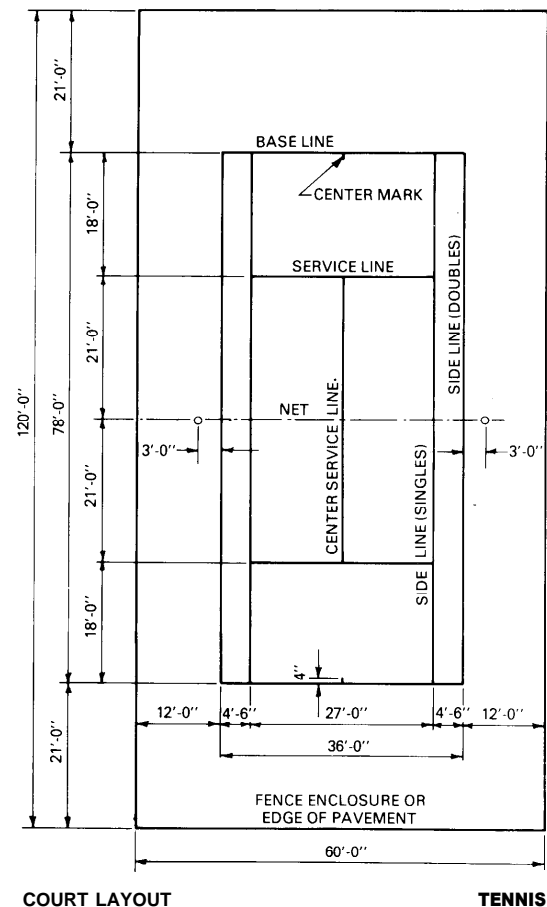 21'-0"
BASE LINE
CENTER MARK
18'-0"
SERVICE LINE
SIDE LINE (DOUBLES)
21'-0"
120'-0"
78'-0"
NET
CENTER SERVICE LINE.
3'-0"
3'-0"
21'-0"
SIDE LINE (SINGLES)
18'-0"
4"
12'-0"
4'-6"
27'-0"
4'-6"
12'-0"
21'-0"
36'-0"
FENCE ENCLOSURE OR
EDGE OF PAVEMENT
60'-0"
COURT LAYOUT
TENNIS